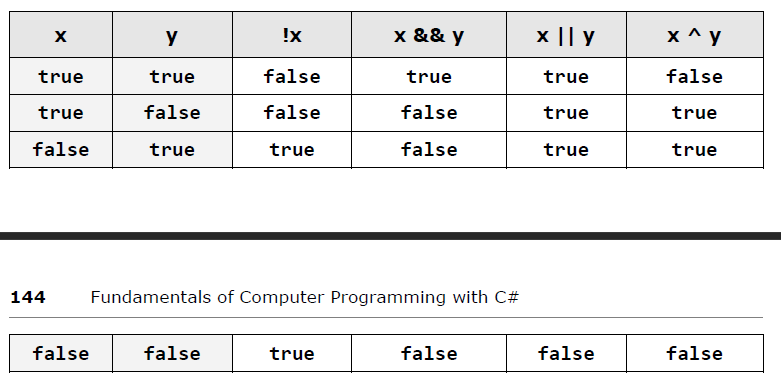 x y !x x && y x || y x ^ y
true true false true true false
true false false false true true
false true true false true true
144 Fundamentals of Computer Programming with C#
false false true false false false